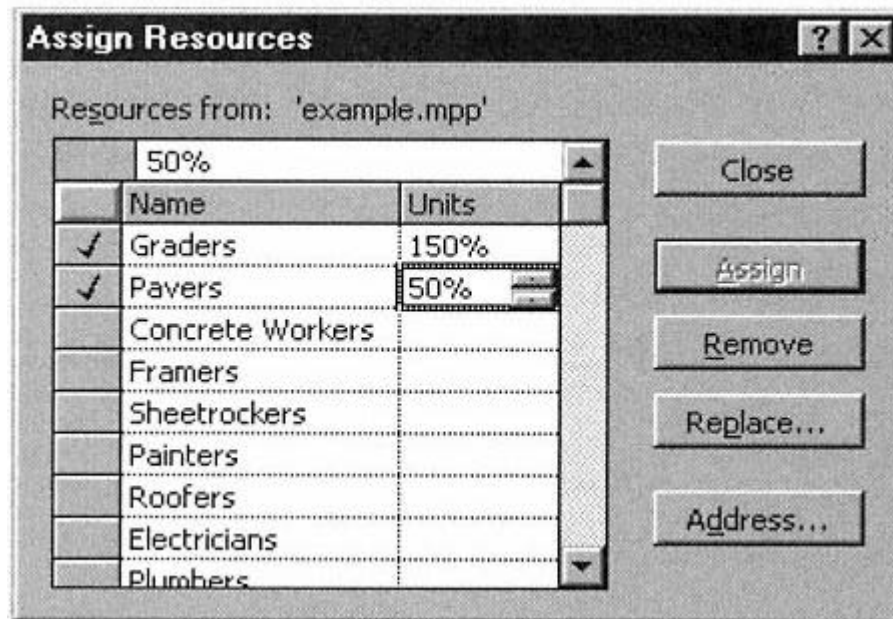 Assign Resources ? X
Resources from: 'example.mpp'
50%
Close
Name Units
Graders 150%
Assign
Pavers 50%
Concrete Workers
Remove
Framers
Sheetrockers
Replace...
Painters
Roofers
Address...
Electricians
Plumbers